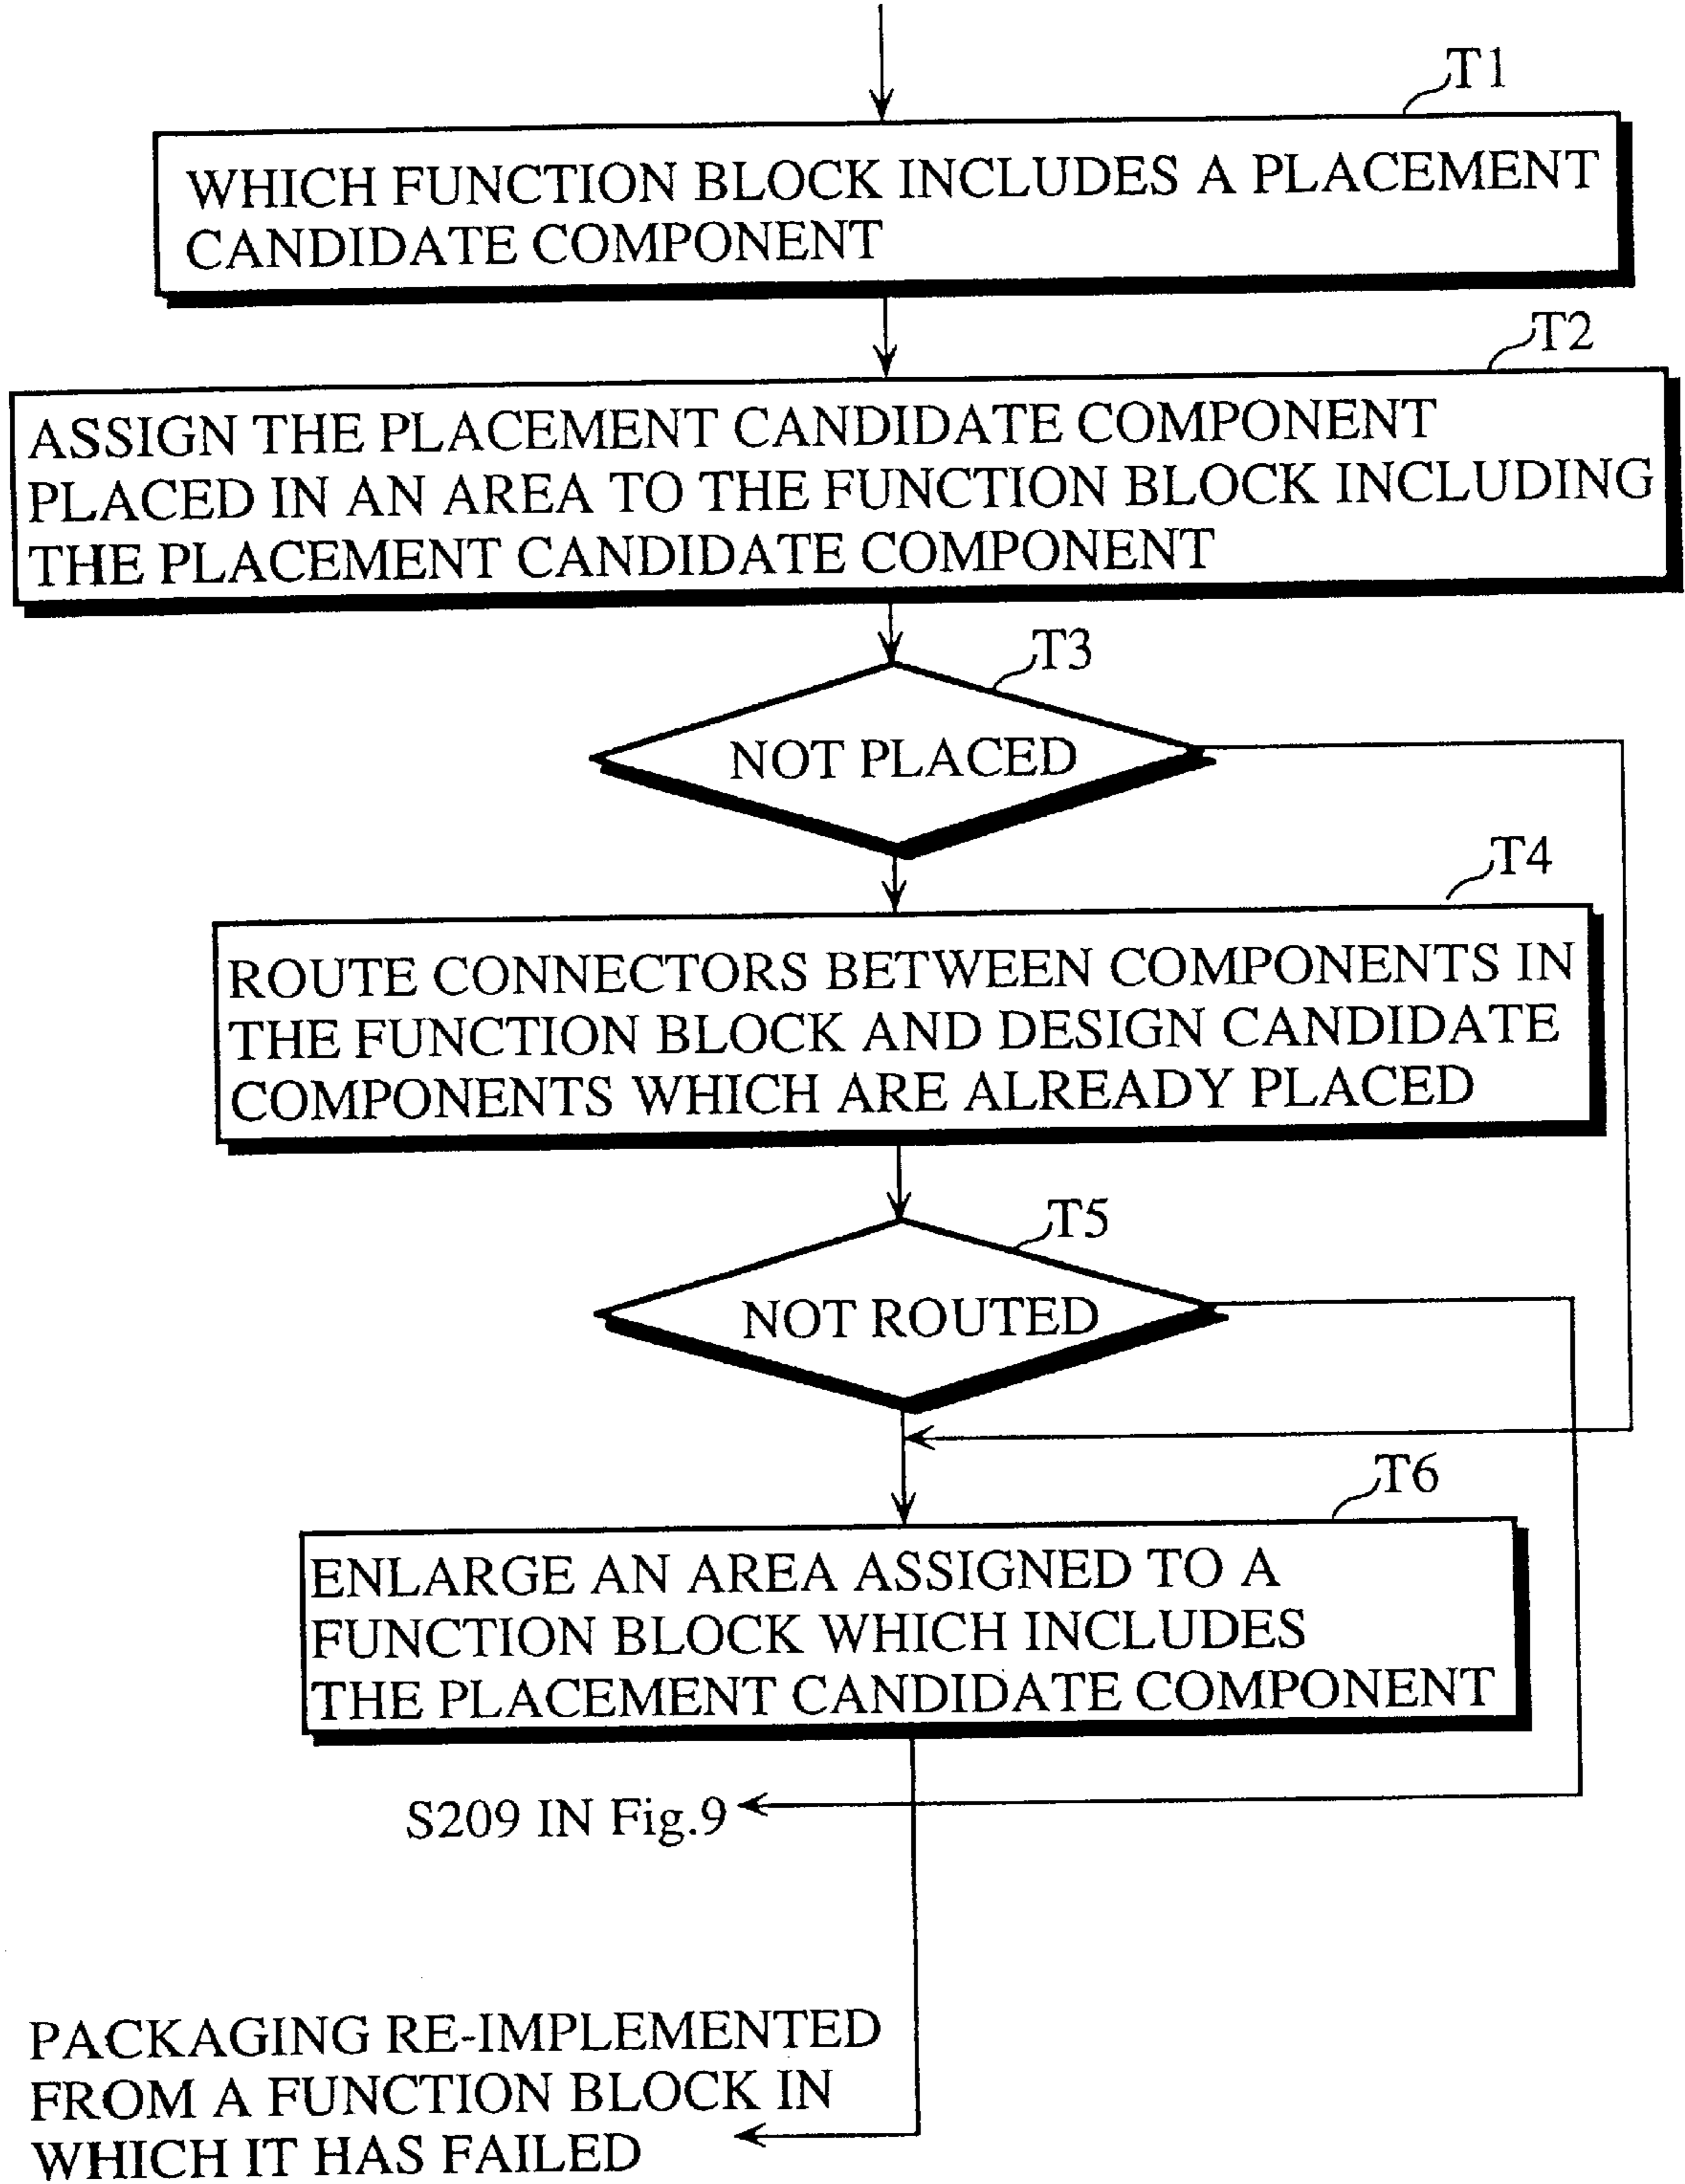 T1
WHICH FUNCTION BLOCK INCLUDES A PLACEMENT
CANDIDATE COMPONENT
T2
ASSIGN THE PLACEMENT CANDIDATE COMPONENT
PLACED IN AN AREA TO THE FUNCTION BLOCK INCLUDING
THE PLACEMENT CANDIDATE COMPONENT
T3
NOT PLACED
T4
ROUTE CONNECTORS BETWEEN COMPONENTS IN
THE FUNCTION BLOCK AND DESIGN CANDIDATE
COMPONENTS WHICH ARE ALREADY PLACED
T5
NOT ROUTED
T6
ENLARGE AN AREA ASSIGNED TO A
FUNCTION BLOCK WHICH INCLUDES
THE PLACEMENT CANDIDATE COMPONENT
S209 IN Fig.9
PACKAGING RE-IMPLEMENTED
FROM A FUNCTION BLOCK IN
WHICH IT HAS FAILED